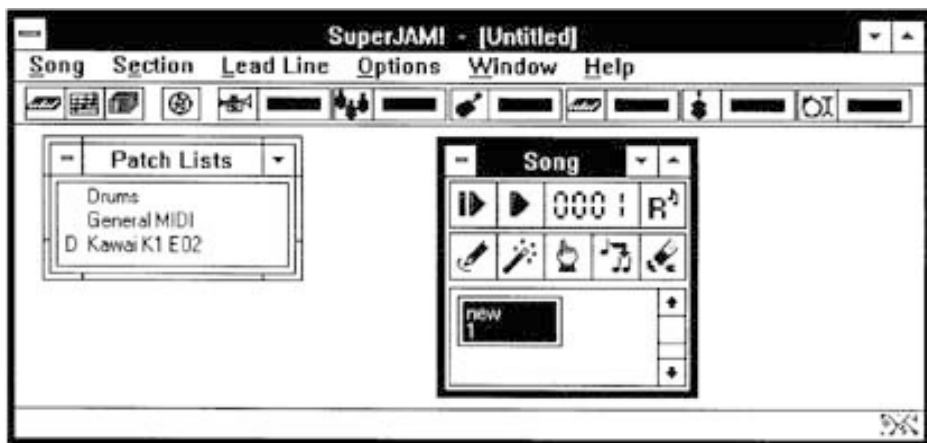 SuperJAM! - [Untitled]
Song Section Lead Line Options Window Help
Patch Lists
Drums
General MIDI
D Kawai K1 E02
Song
0001 R
new
1